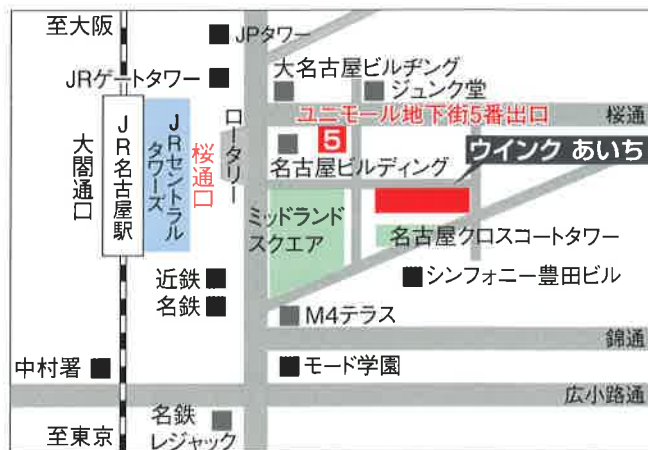 至大阪
JPタワー
JRゲートタワー
大名古屋ビルヂング
ジュンク堂
ユニモール地下街5番出口
桜通
5
名古屋ビルディング
ウインク あいち
ロータリー
桜通口
JRセントラル
タワーズ
JR名古屋駅
大閤通口
ミッドランド
スクエア
名古屋クロスコートタワー
近鉄
名鉄
シンフォニー豊田ビル
M4テラス
錦通
中村署
モード学園
広小路通
名鉄
レジャック
至東京